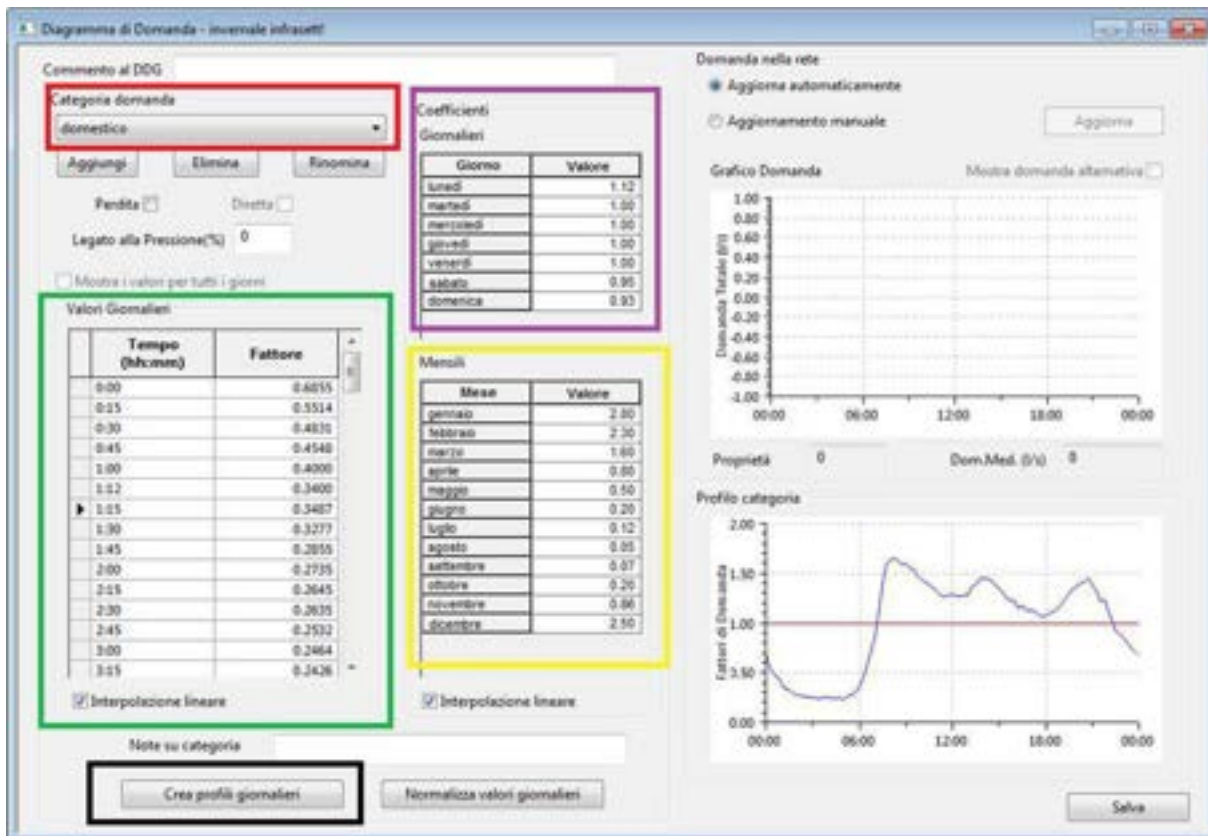 Diagramma di Domanda - invernale infrasett!
Commento al DDG
Categoria domanda
domestico
Aggiungi Elimina Rinomina
Perdita Diretta
Legato alla Pressione(%) 0
Mostra i valori per tutti i giorni
Valori Giornalieri
Tempo (hh:mm) Fattore
0:00 0.6055
0:15 0.5514
0:30 0.4831
0:45 0.4540
1:00 0.4000
1:12 0.3400
1:15 0.3487
1:30 0.3277
1:45 0.2855
2:00 0.2735
2:15 0.2645
2:30 0.2635
2:45 0.2532
3:00 0.2464
3:15 0.2426
Interpolazione lineare
Coefficienti
Giornalieri
Giorno Valore
lunedì 1.12
martedì 1.00
mercoledì 1.00
giovedì 1.00
venerdì 1.00
sabato 0.95
domenica 0.93
Mensili
Mese Valore
gennaio 2.80
febbraio 2.30
marzo 1.60
aprile 0.80
maggio 0.50
giugno 0.20
luglio 0.12
agosto 0.05
settembre 0.07
ottobre 0.20
novembre 0.86
dicembre 2.50
Interpolazione lineare
Note su categoria
Crea profili giornalieri Normalizza valori giornalieri
Domanda nella rete
Aggiorna automaticamente
Aggiornamento manuale Aggiorna
Grafico Domanda Mostra domanda alternativa
Domanda Totale (l/s)
1.00
0.80
0.60
0.40
0.20
0.00
-0.20
-0.40
-0.60
-0.80
-1.00
00:00 06:00 12:00 18:00 00:00
Proprietà 0 Dom.Med. (l/s) 0
Profilo categoria
Fattori di Domanda
2.00
1.50
1.00
0.50
0.00
00:00 06:00 12:00 18:00 00:00
Salva